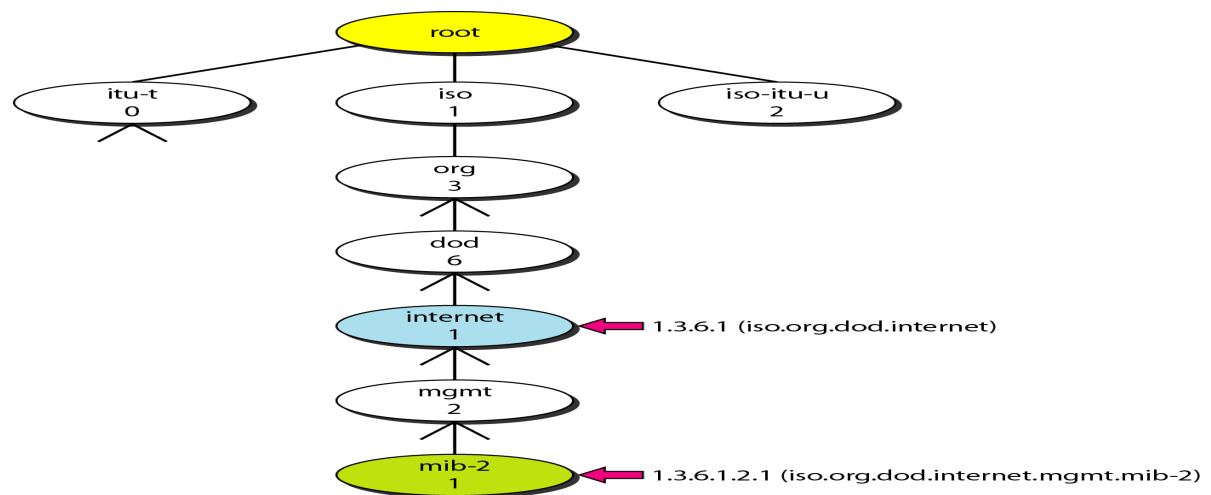 root
itu-t
0
iso
1
iso-itu-u
2
org
3
dod
6
internet
1
1.3.6.1 (iso.org.dod.internet)
mgmt
2
mib-2
1
1.3.6.1.2.1 (iso.org.dod.internet.mgmt.mib-2)